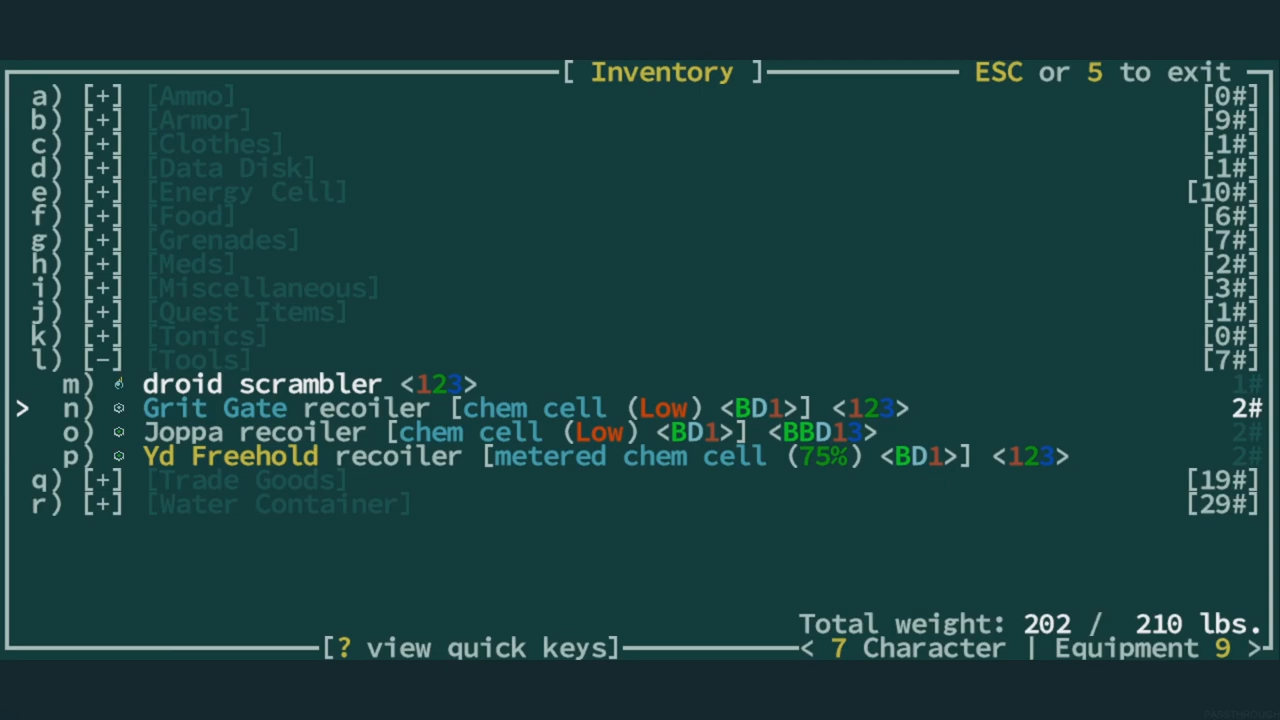 [ Inventory ] ESC or 5 to exit
a) [+] [Ammo] [0#]
b) [+] [Armor] [9#]
c) [+] [Clothes] [1#]
d) [+] [Data Disk] [1#]
e) [+] [Energy Cell] [10#]
f) [+] [Food] [6#]
g) [+] [Grenades] [7#]
h) [+] [Meds] [2#]
i) [+] [Miscellaneous] [3#]
j) [+] [Quest Items] [1#]
k) [+] [Tonics] [0#]
l) [-] [Tools] [7#]
m) droid scrambler <123> 1#
> n) Grit Gate recoiler [chem cell (Low) <BD1>] <123> 2#
o) Joppa recoiler [chem cell (Low) <BD1>] <BBD13> 2#
p) Yd Freehold recoiler [metered chem cell (75%) <BD1>] <123> 2#
q) [+] [Trade Goods] [19#]
r) [+] [Water Container] [29#]
Total weight: 202 / 210 lbs.
[? view quick keys] < 7 Character | Equipment 9 >